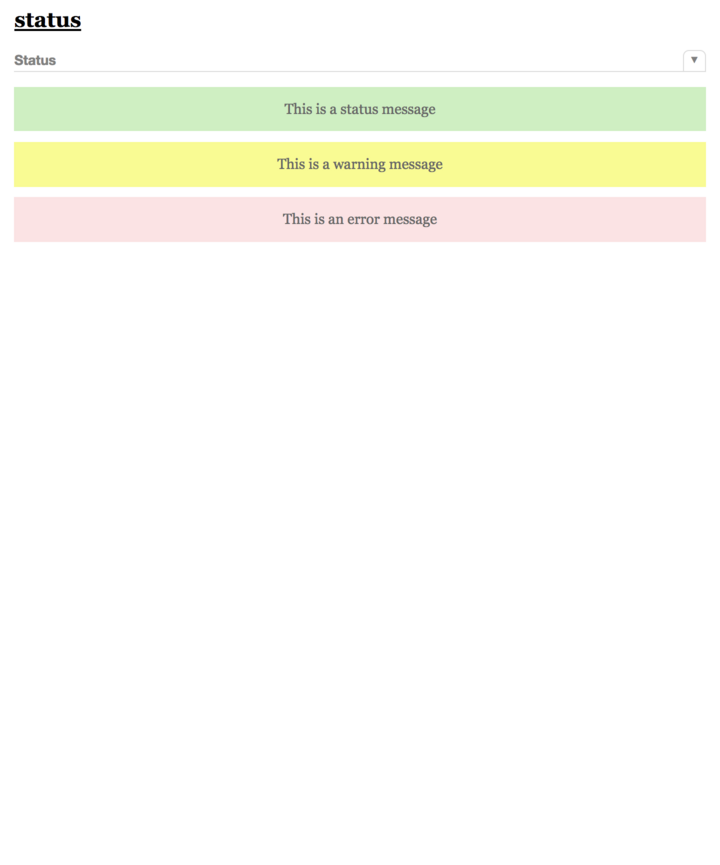 status
Status
▼
This is a status message
This is a warning message
This is an error message